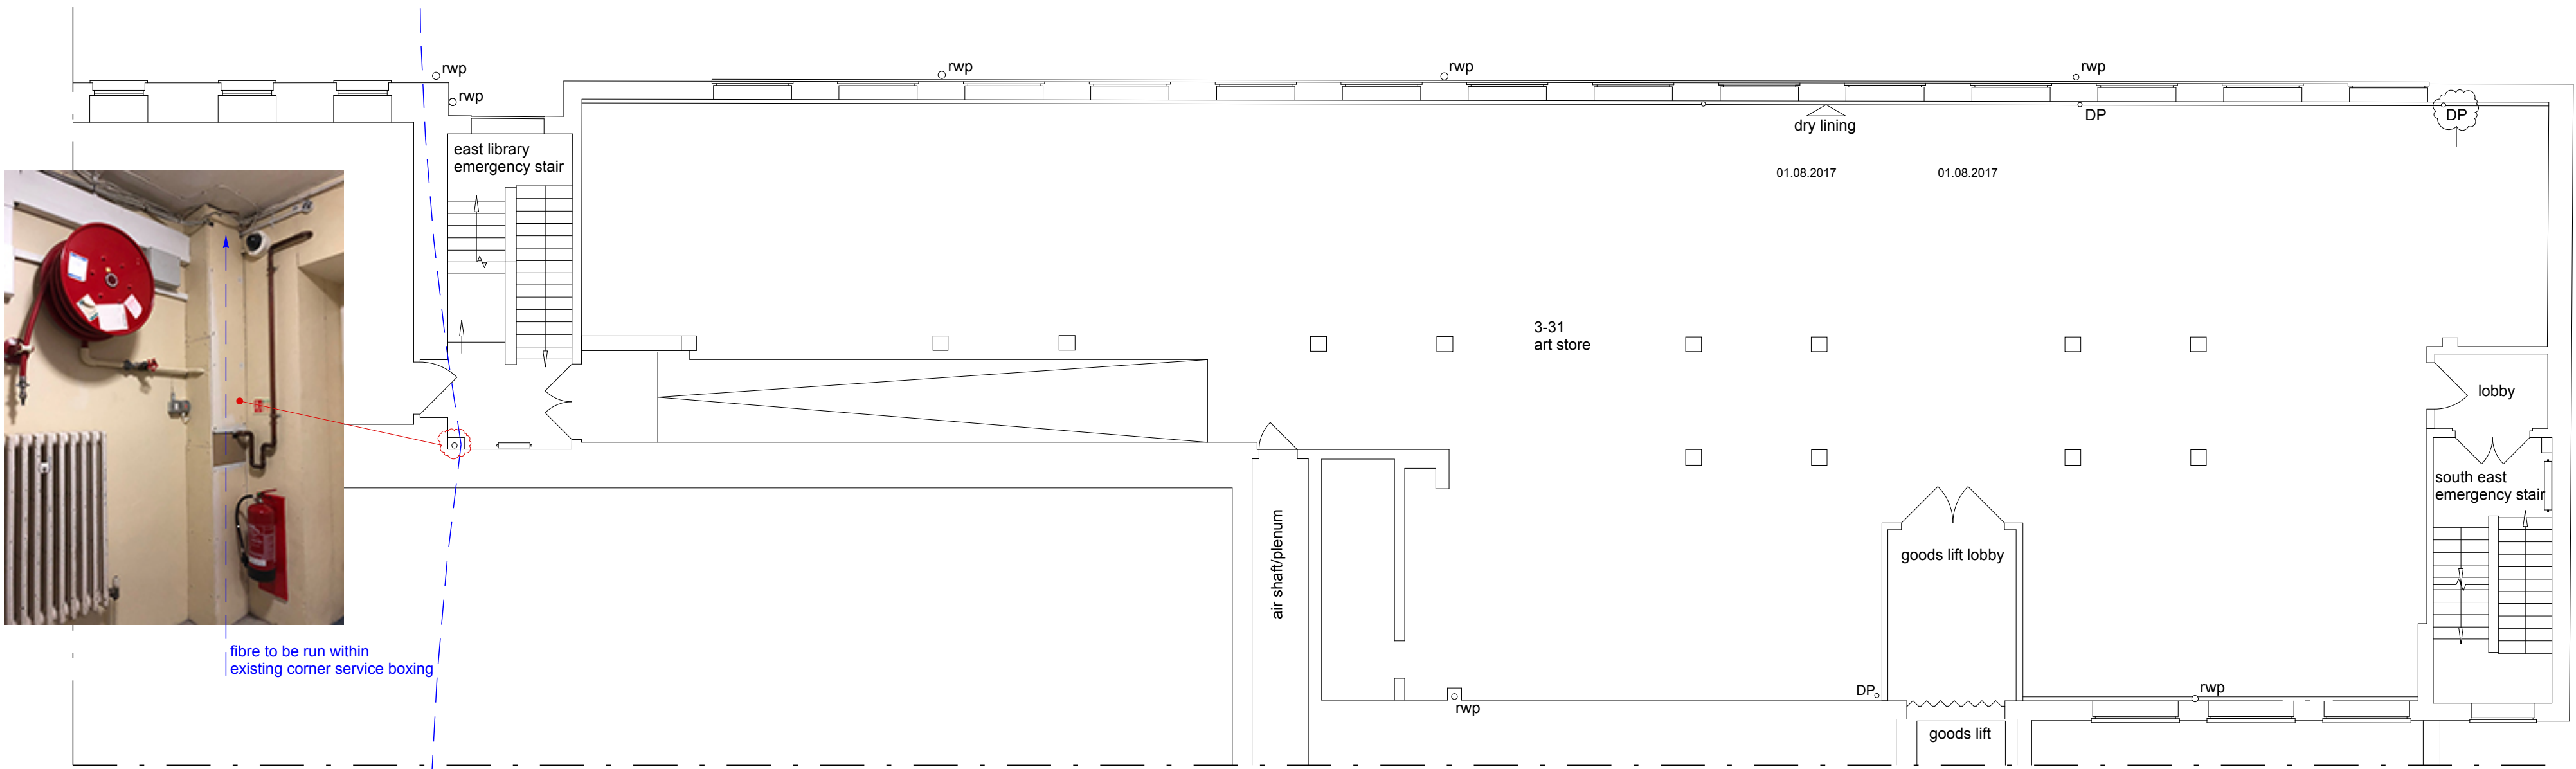 rwp
rwp
rwp
rwp
rwp
east library
emergency stair
dry lining
DP
DP
01.08.2017
01.08.2017
3-31
art store
lobby
south east
emergency stair
air shaft/plenum
goods lift lobby
fibre to be run within
existing corner service boxing
DP
rwp
rwp
goods lift